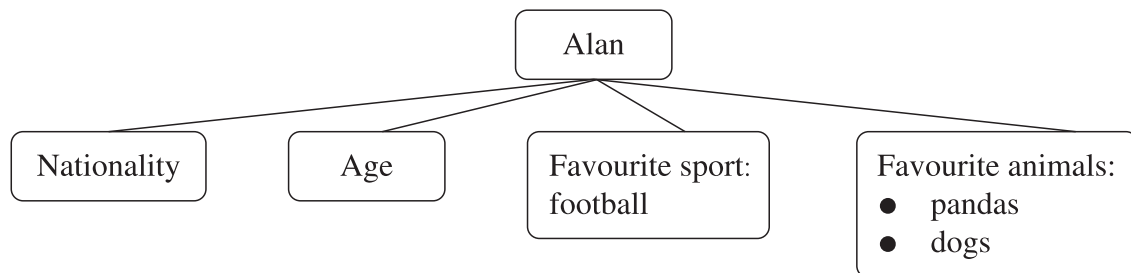 Alan
Nationality
Age
Favourite sport:
football
Favourite animals:
● pandas
● dogs